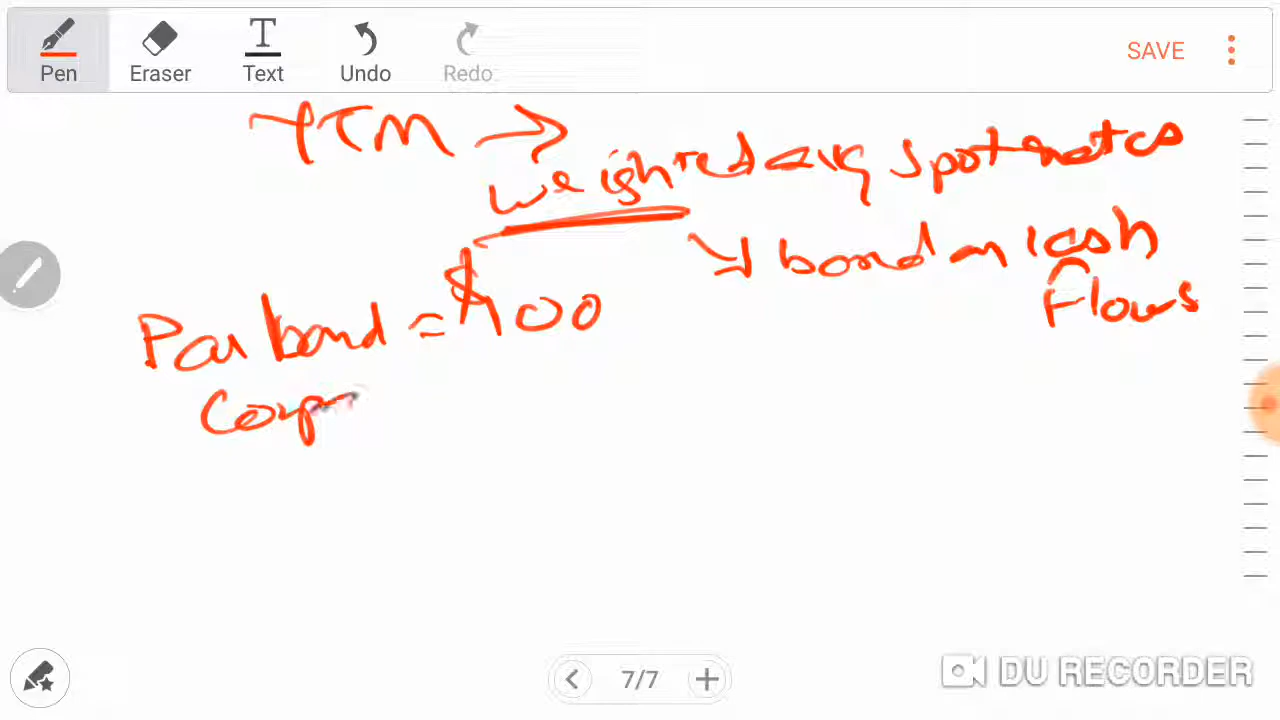 Pen
Eraser
T
Text
Undo
Redo
SAVE
YTM → weighted avg spot rates
→ bond on cash
flows
Par bond = $100
Coup
7/7
DU RECORDER